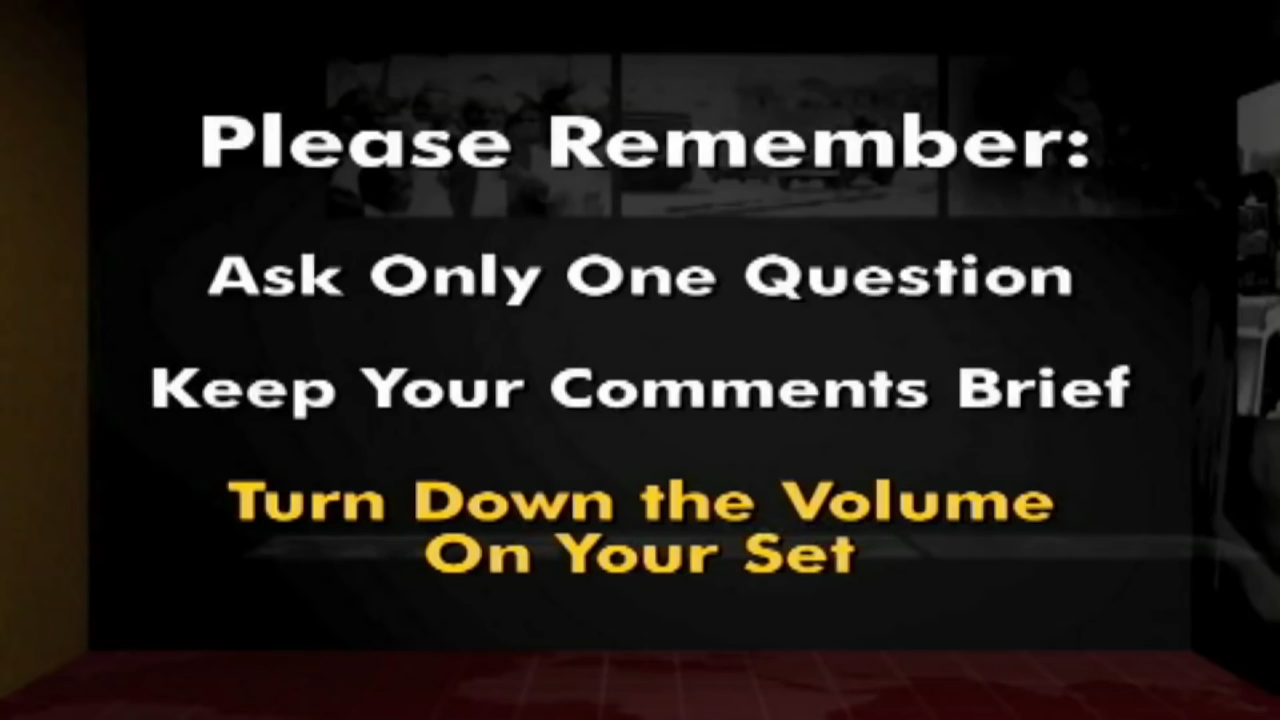 Please Remember:
Ask Only One Question
Keep Your Comments Brief
Turn Down the Volume
On Your Set